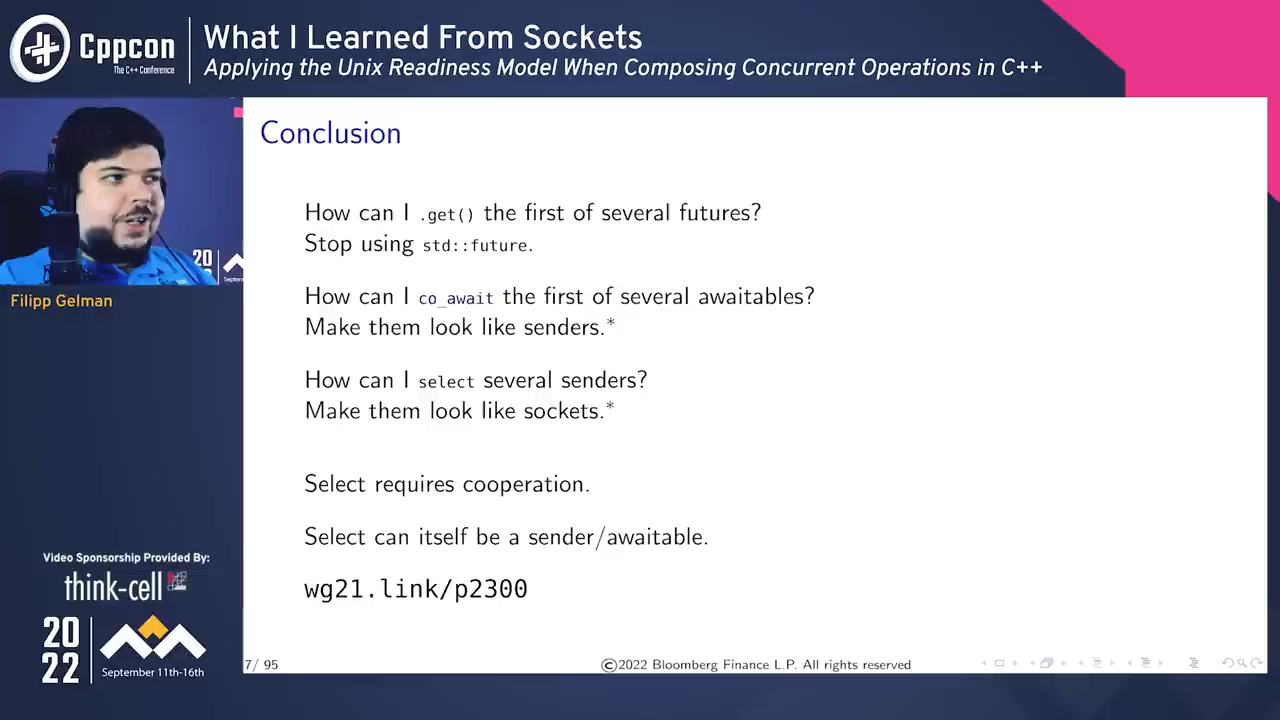 Cppcon
The C++ Conference
What I Learned From Sockets
Applying the Unix Readiness Model When Composing Concurrent Operations in C++
Conclusion
How can I .get() the first of several futures?
Stop using std::future.
How can I co_await the first of several awaitables?
Make them look like senders.*
How can I select several senders?
Make them look like sockets.*
Select requires cooperation.
Select can itself be a sender/awaitable.
wg21.link/p2300
7/ 95
©2022 Bloomberg Finance L.P. All rights reserved
20
Filipp Gelman
Video Sponsorship Provided By:
think-cell
20
22
September 11th-16th